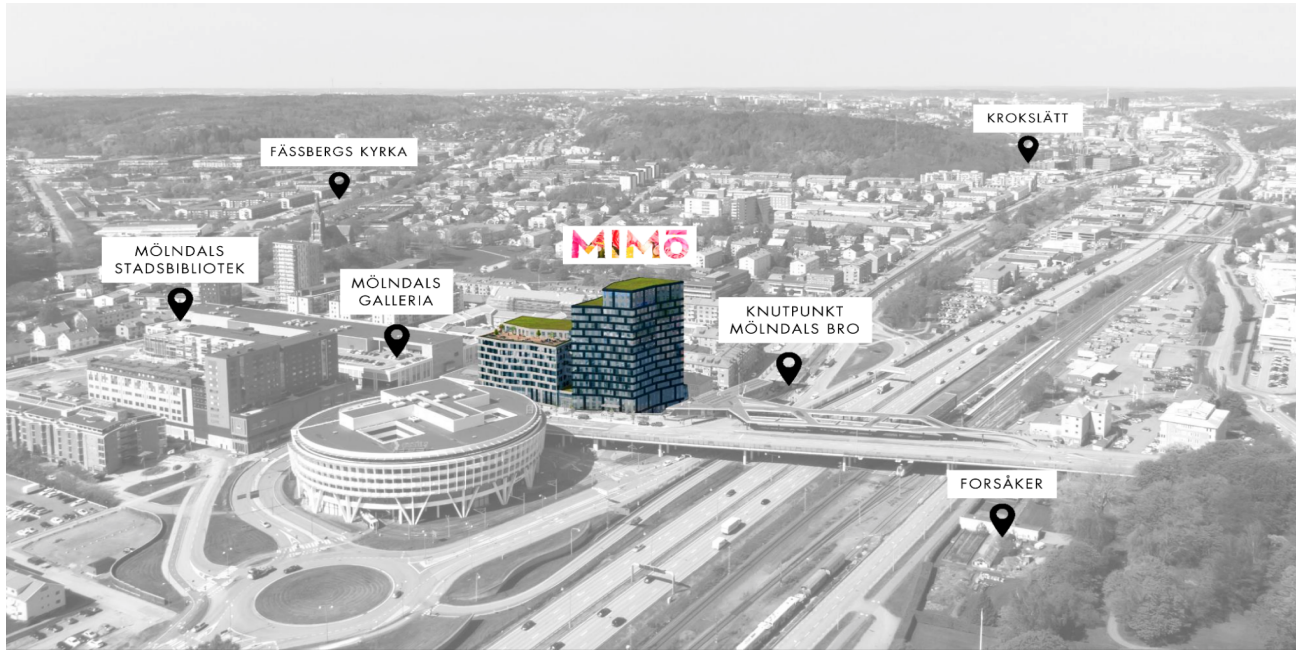 KROKSLÄTT
FÄSSBERGS KYRKA
MIMŌ
MÖLNDALS
STADSBIBLIOTEK
MÖLNDALS
GALLERIA
KNUTPUNKT
MÖLNDALS BRO
FORSÅKER